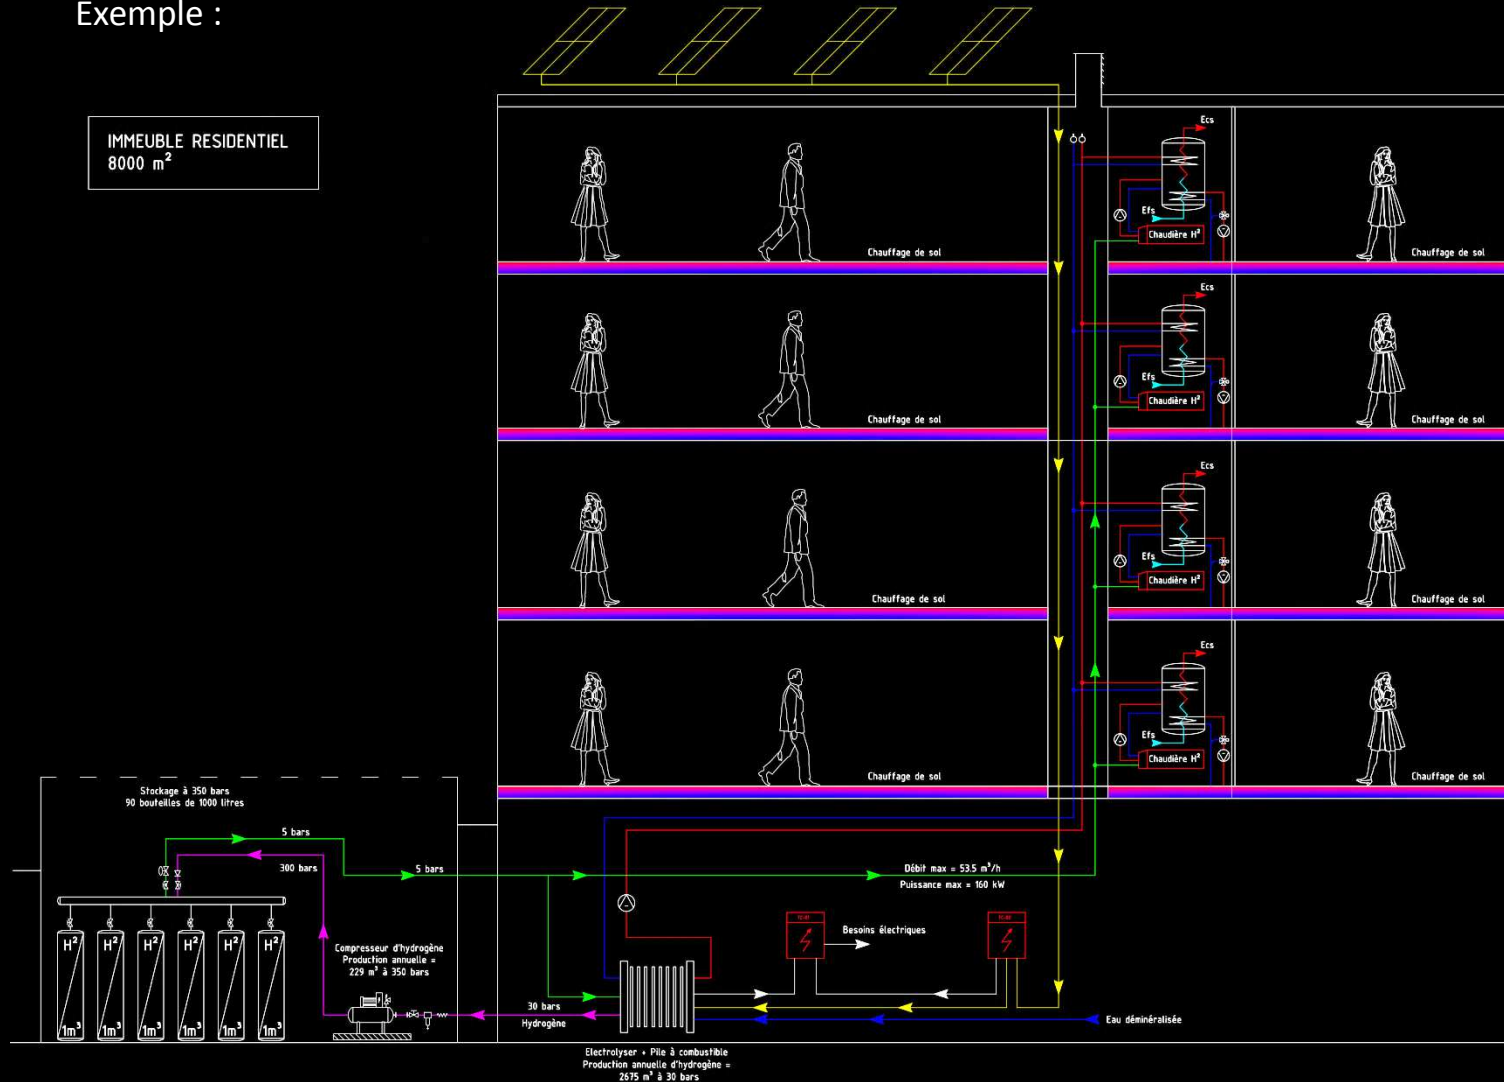 Exemple :
IMMEUBLE RESIDENTIEL
8000 m²
Ecs
Efs
Chaudière H²
Chauffage de sol
Chauffage de sol
Ecs
Efs
Chaudière H²
Chauffage de sol
Chauffage de sol
Ecs
Efs
Chaudière H²
Chauffage de sol
Chauffage de sol
Ecs
Efs
Chaudière H²
Chauffage de sol
Chauffage de sol
Stockage à 350 bars
90 bouteilles de 1000 litres
5 bars
300 bars
5 bars
Débit max = 53.5 m³/h
Puissance max = 160 kW
Besoins électriques
H² H² H² H² H² H²
1m³ 1m³ 1m³ 1m³ 1m³ 1m³
Compresseur d'hydrogène
Production annuelle =
229 m³ à 350 bars
30 bars
Hydrogène
Eau déminéralisée
Electrolyser + Pile à combustible
Production annuelle d'hydrogène =
2675 m³ à 30 bars